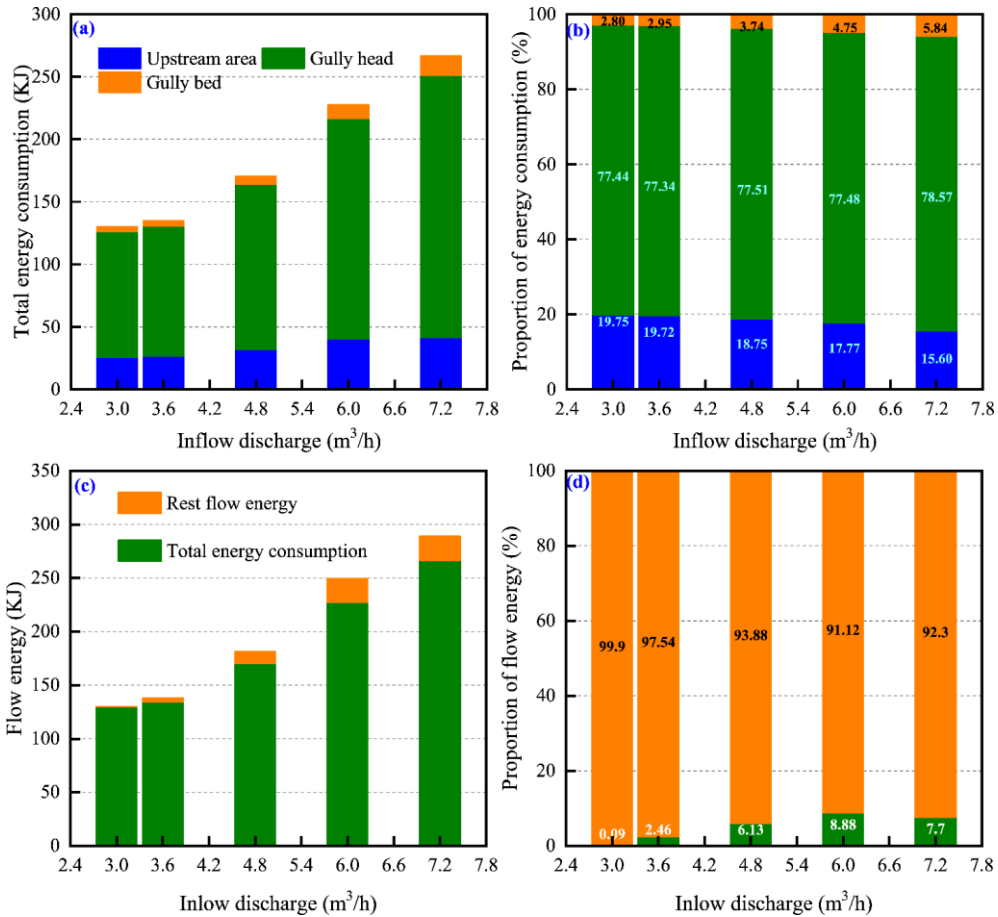 (a)
Upstream area
Gully head
Gully bed
Total energy consumption (KJ)
300
250
200
150
100
50
0
2.4 3.0 3.6 4.2 4.8 5.4 6.0 6.6 7.2 7.8
Inflow discharge (m³/h)
(b)
Proportion of energy consumption (%)
100
80
60
40
20
0
2.80 2.95 3.74 4.75 5.84
77.44 77.34 77.51 77.48 78.57
19.75 19.72 18.75 17.77 15.60
2.4 3.0 3.6 4.2 4.8 5.4 6.0 6.6 7.2 7.8
Inflow discharge (m³/h)
(c)
Rest flow energy
Total energy consumption
Flow energy (KJ)
350
300
250
200
150
100
50
0
2.4 3.0 3.6 4.2 4.8 5.4 6.0 6.6 7.2 7.8
Inlow discharge (m³/h)
(d)
Proportion of flow energy (%)
100
80
60
40
20
0
99.9 97.54 93.88 91.12 92.3
0.09 2.46 6.13 8.88 7.7
2.4 3.0 3.6 4.2 4.8 5.4 6.0 6.6 7.2 7.8
Inlow discharge (m³/h)